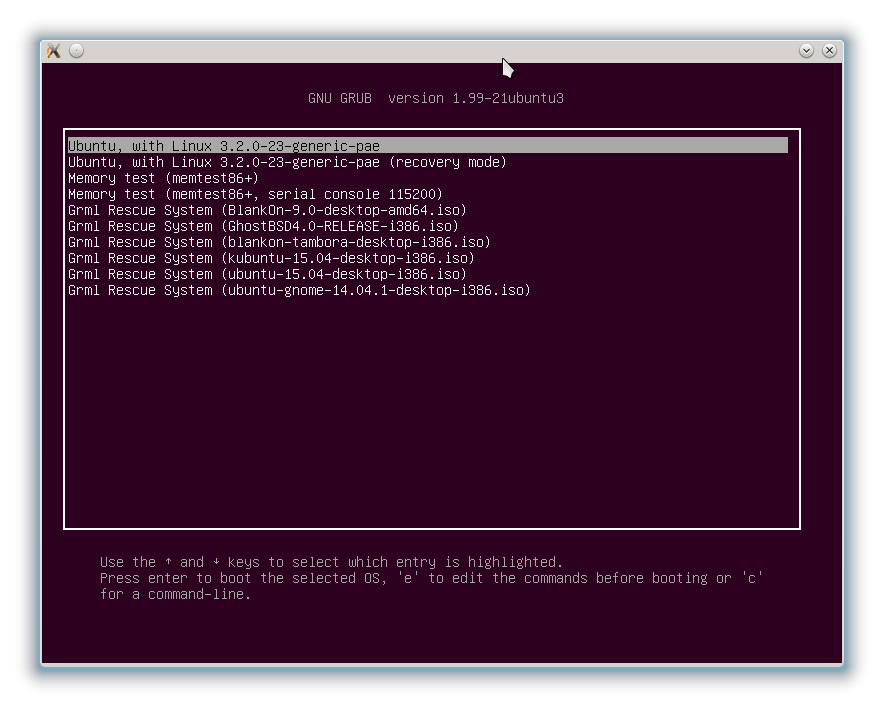 GNU GRUB  version 1.99-21ubuntu3
Ubuntu, with Linux 3.2.0-23-generic-pae
Ubuntu, with Linux 3.2.0-23-generic-pae (recovery mode)
Memory test (memtest86+)
Memory test (memtest86+, serial console 115200)
Grml Rescue System (BlankOn-9.0-desktop-amd64.iso)
Grml Rescue System (GhostBSD4.0-RELEASE-i386.iso)
Grml Rescue System (blankon-tambora-desktop-i386.iso)
Grml Rescue System (kubuntu-15.04-desktop-i386.iso)
Grml Rescue System (ubuntu-15.04-desktop-i386.iso)
Grml Rescue System (ubuntu-gnome-14.04.1-desktop-i386.iso)
Use the ↑ and ↓ keys to select which entry is highlighted.
Press enter to boot the selected OS, 'e' to edit the commands before booting or 'c'
for a command-line.